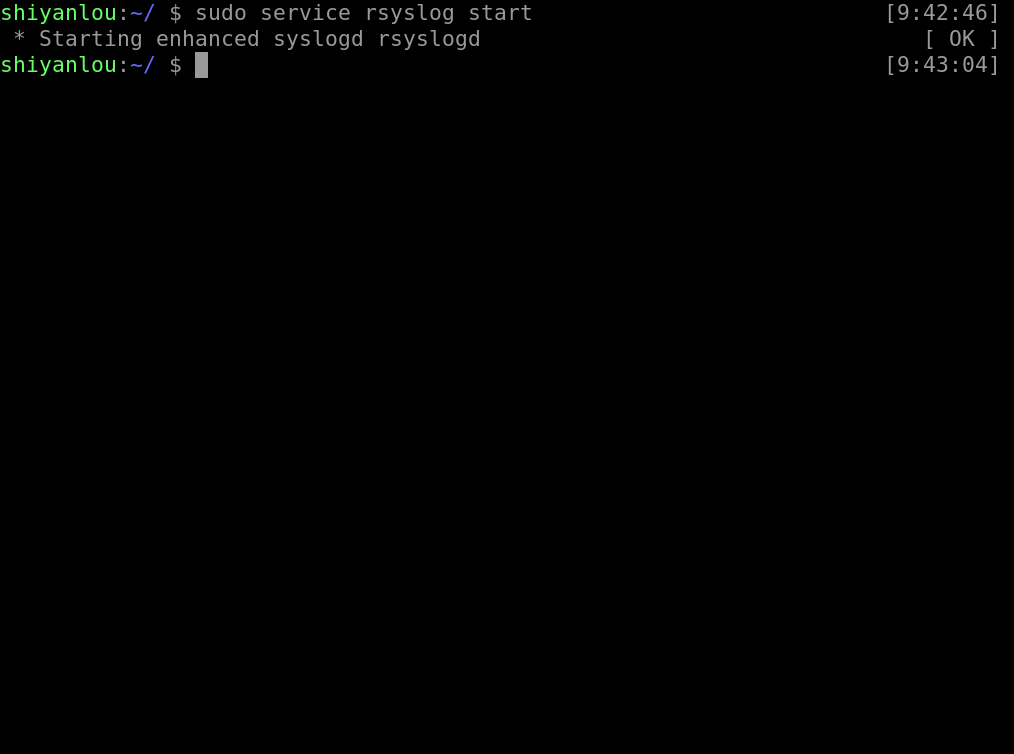 shiyanlou:~/ $ sudo service rsyslog start [9:42:46]
* Starting enhanced syslogd rsyslogd [ OK ]
shiyanlou:~/ $ [9:43:04]